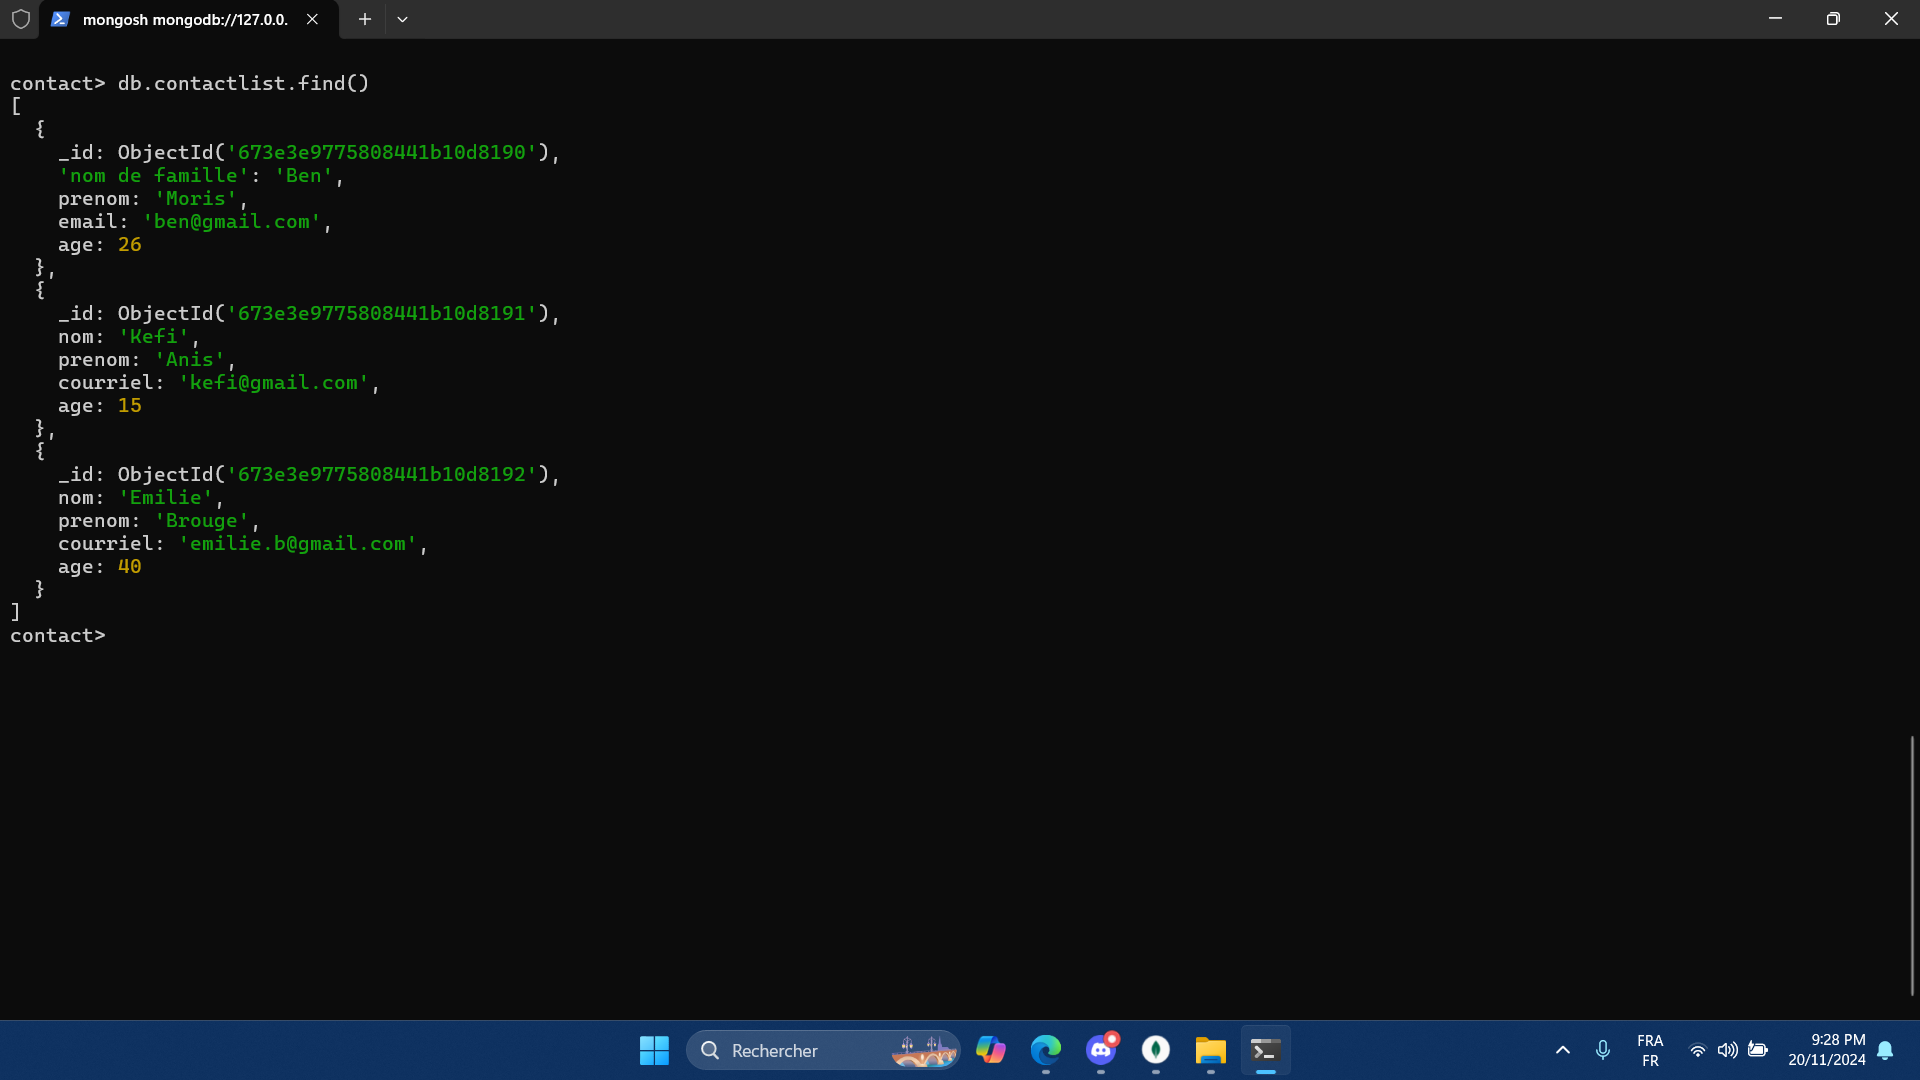 mongosh mongodb://127.0.0.
contact> db.contactlist.find()
[
  {
    _id: ObjectId('673e3e9775808441b10d8190'),
    'nom de famille': 'Ben',
    prenom: 'Moris',
    email: 'ben@gmail.com',
    age: 26
  },
  {
    _id: ObjectId('673e3e9775808441b10d8191'),
    nom: 'Kefi',
    prenom: 'Anis',
    courriel: 'kefi@gmail.com',
    age: 15
  },
  {
    _id: ObjectId('673e3e9775808441b10d8192'),
    nom: 'Emilie',
    prenom: 'Brouge',
    courriel: 'emilie.b@gmail.com',
    age: 40
  }
]
contact>
Rechercher
FRA
FR
9:28 PM
20/11/2024